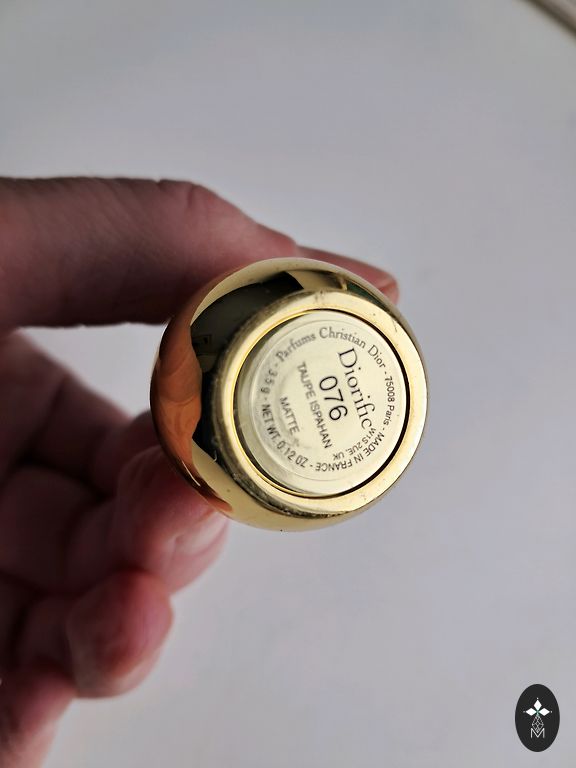 Parfums Christian Dior - 75008 Paris - MADE IN FRANCE - 3.5 g - NET WT. 0.12 OZ -
Diorific
W1S 2UE. UK
076
TAUPE ISPAHAN
MATTE
M